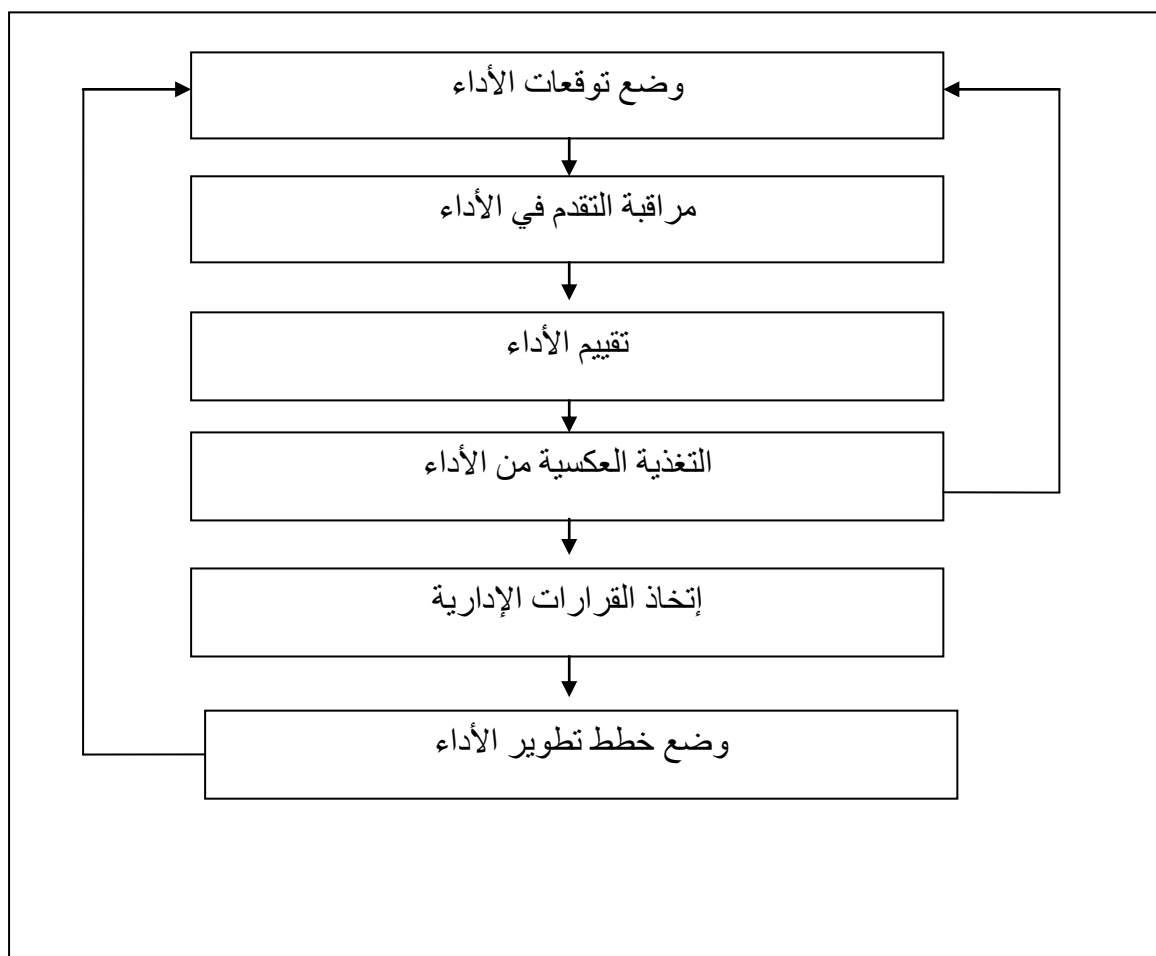 وضع توقعات الأداء
مراقبة التقدم في الأداء
تقييم الأداء
التغذية العكسية من الأداء
إتخاذ القرارات الإدارية
وضع خطط تطوير الأداء